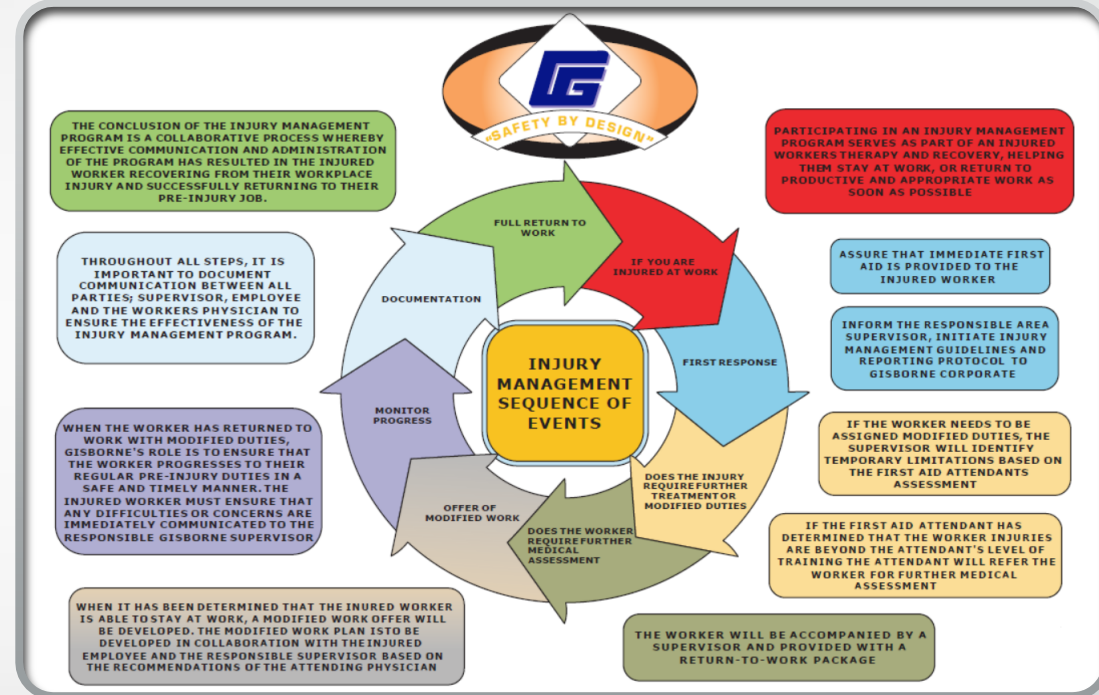 CG
"SAFETY BY DESIGN"
THE CONCLUSION OF THE INJURY MANAGEMENT
PROGRAM IS A COLLABORATIVE PROCESS WHEREBY
EFFECTIVE COMMUNICATION AND ADMINISTRATION
OF THE PROGRAM HAS RESULTED IN THE INJURED
WORKER RECOVERING FROM THEIR WORKPLACE
INJURY AND SUCCESSFULLY RETURNING TO THEIR
PRE-INJURY JOB.
PARTICIPATING IN AN INJURY MANAGEMENT
PROGRAM SERVES AS PART OF AN INJURED
WORKERS THERAPY AND RECOVERY, HELPING
THEM STAY AT WORK, OR RETURN TO
PRODUCTIVE AND APPROPRIATE WORK AS
SOON AS POSSIBLE
FULL RETURN TO
WORK
IF YOU ARE
INJURED AT WORK
THROUGHOUT ALL STEPS, IT IS
IMPORTANT TO DOCUMENT
COMMUNICATION BETWEEN ALL
PARTIES; SUPERVISOR, EMPLOYEE
AND THE WORKERS PHYSICIAN TO
ENSURE THE EFFECTIVENESS OF THE
INJURY MANAGEMENT PROGRAM.
DOCUMENTATION
ASSURE THAT IMMEDIATE FIRST
AID IS PROVIDED TO THE
INJURED WORKER
INFORM THE RESPONSIBLE AREA
SUPERVISOR, INITIATE INJURY
MANAGEMENT GUIDELINES AND
REPORTING PROTOCOL TO
GISBORNE CORPORATE
FIRST RESPONSE
INJURY
MANAGEMENT
SEQUENCE OF
EVENTS
MONITOR
PROGRESS
WHEN THE WORKER HAS RETURNED TO
WORK WITH MODIFIED DUTIES,
GISBORNE'S ROLE IS TO ENSURE THAT
THE WORKER PROGRESSES TO THEIR
REGULAR PRE-INJURY DUTIES IN A
SAFE AND TIMELY MANNER. THE
INJURED WORKER MUST ENSURE THAT
ANY DIFFICULTIES OR CONCERNS ARE
IMMEDIATELY COMMUNICATED TO THE
RESPONSIBLE GISBORNE SUPERVISOR
IF THE WORKER NEEDS TO BE
ASSIGNED MODIFIED DUTIES, THE
SUPERVISOR WILL IDENTIFY
TEMPORARY LIMITATIONS BASED ON
THE FIRST AID ATTENDANTS
ASSESSMENT
DOES THE INJURY
REQUIRE FURTHER
TREATMENT OR
MODIFIED DUTIES
OFFER OF
MODIFIED WORK
DOES THE WORKER
REQUIRE FURTHER
MEDICAL
ASSESSMENT
IF THE FIRST AID ATTENDANT HAS
DETERMINED THAT THE WORKER INJURIES
ARE BEYOND THE ATTENDANT'S LEVEL OF
TRAINING THE ATTENDANT WILL REFER THE
WORKER FOR FURTHER MEDICAL
ASSESSMENT
WHEN IT HAS BEEN DETERMINED THAT THE INURED WORKER
IS ABLE TO STAY AT WORK, A MODIFIED WORK OFFER WILL
BE DEVELOPED. THE MODIFIED WORK PLAN ISTO BE
DEVELOPED IN COLLABORATION WITH THE INJURED
EMPLOYEE AND THE RESPONSIBLE SUPERVISOR BASED ON
THE RECOMMENDATIONS OF THE ATTENDING PHYSICIAN
THE WORKER WILL BE ACCOMPANIED BY A
SUPERVISOR AND PROVIDED WITH A
RETURN-TO-WORK PACKAGE